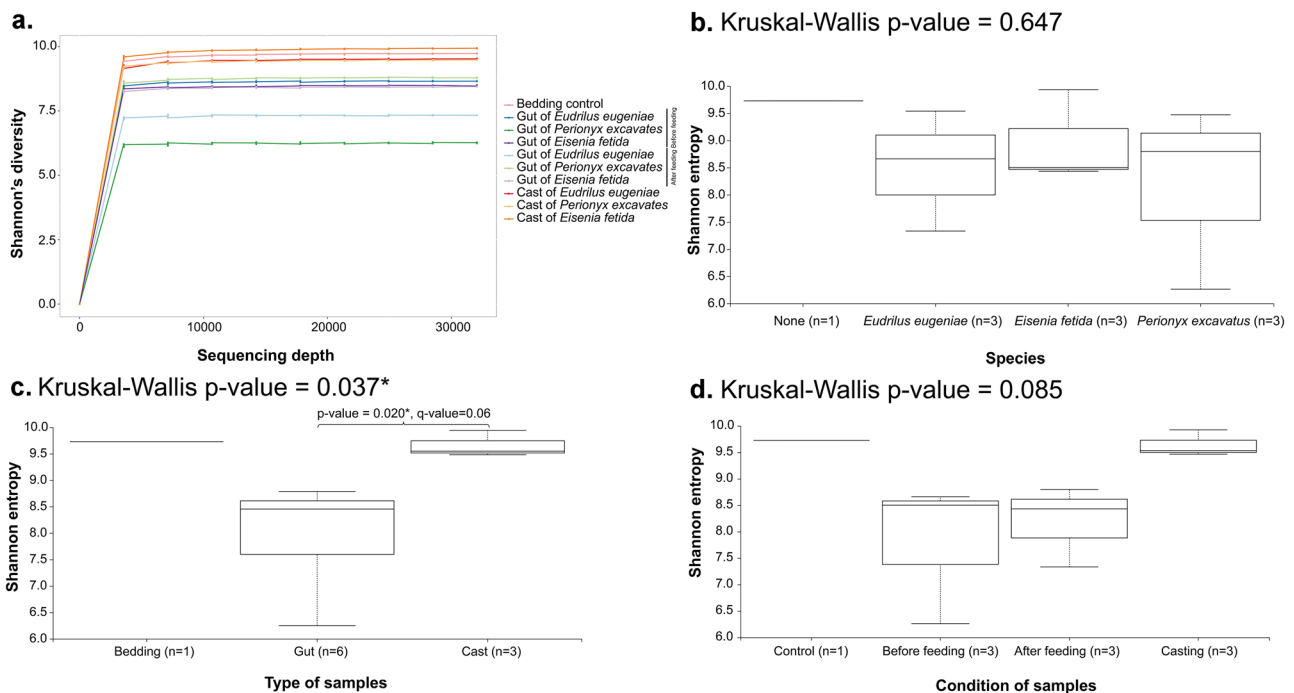 a.
10.0
7.5
5.0
2.5
0.0
Shannon's diversity
0
10000
20000
30000
Sequencing depth
Bedding control
Gut of Eudrilus eugeniae
Gut of Perionyx excavates
Gut of Eisenia fetida
Gut of Eudrilus eugeniae
Gut of Perionyx excavates
Gut of Eisenia fetida
Cast of Eudrilus eugeniae
Cast of Perionyx excavates
Cast of Eisenia fetida
Before feeding
After feeding
b. Kruskal-Wallis p-value = 0.647
10.0
9.5
9.0
8.5
8.0
7.5
7.0
6.5
6.0
Shannon entropy
None (n=1)
Eudrilus eugeniae (n=3)
Eisenia fetida (n=3)
Perionyx excavatus (n=3)
Species
c. Kruskal-Wallis p-value = 0.037*
p-value = 0.020*, q-value=0.06
10.0
9.5
9.0
8.5
8.0
7.5
7.0
6.5
6.0
Shannon entropy
Bedding (n=1)
Gut (n=6)
Cast (n=3)
Type of samples
d. Kruskal-Wallis p-value = 0.085
10.0
9.5
9.0
8.5
8.0
7.5
7.0
6.5
6.0
Shannon entropy
Control (n=1)
Before feeding (n=3)
After feeding (n=3)
Casting (n=3)
Condition of samples